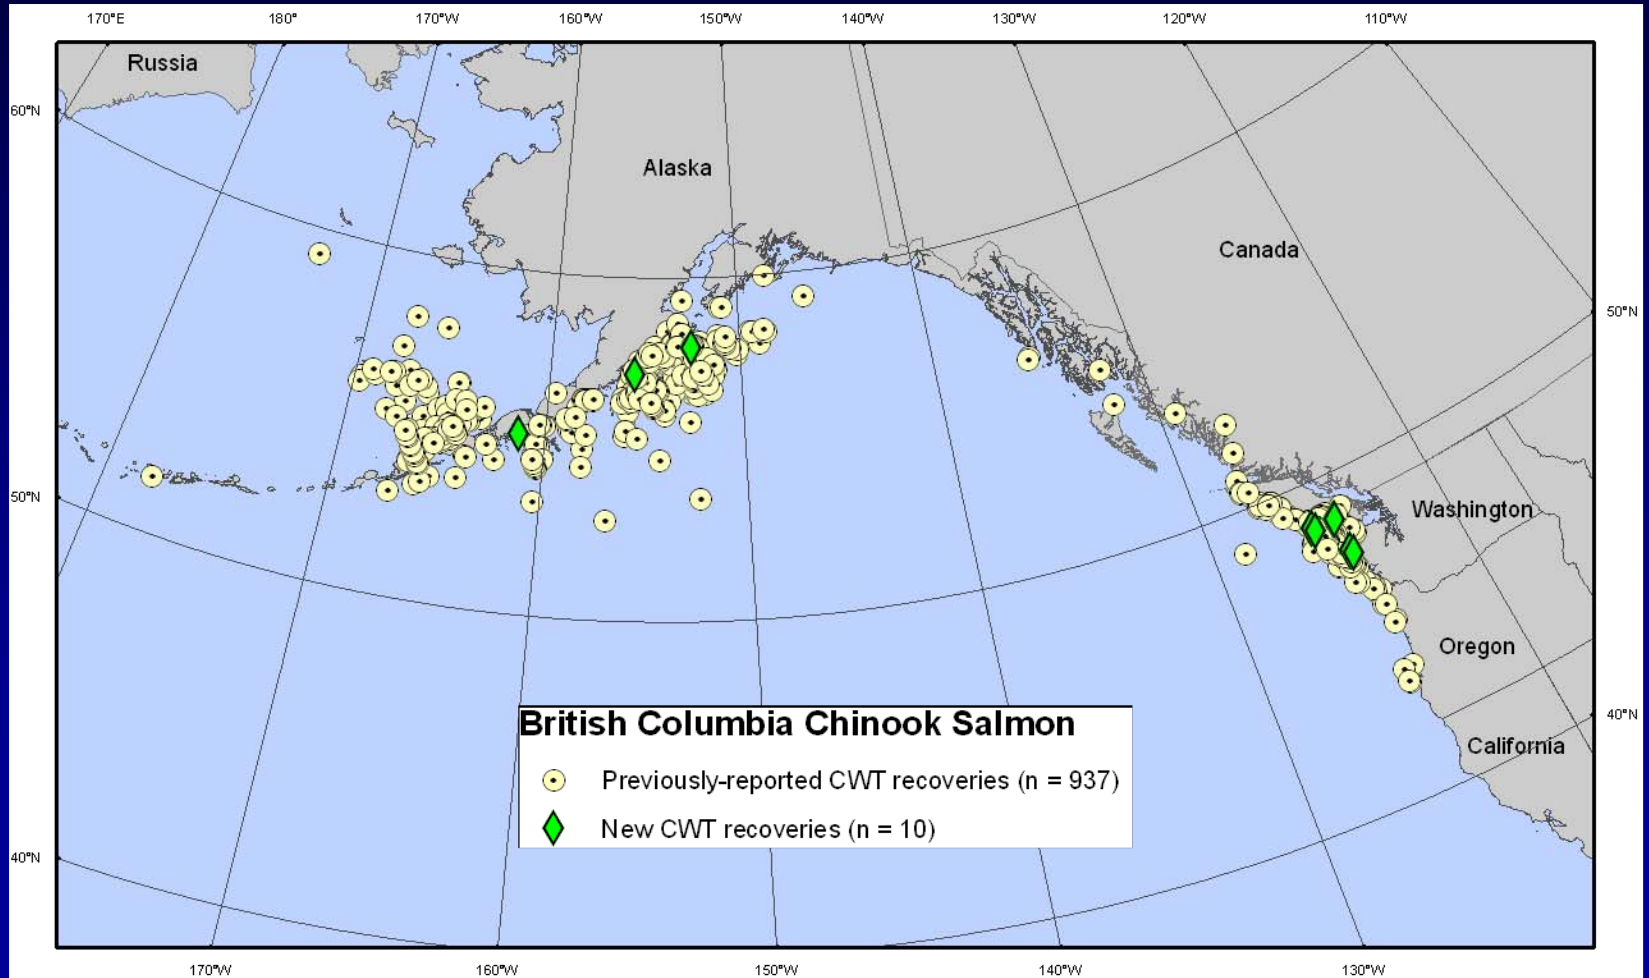 170°E 180° 170°W 160°W 150°W 140°W 130°W 120°W 110°W
Russia
60°N
Alaska
Canada
50°N
50°N
Washington
Oregon
40°N
British Columbia Chinook Salmon
California
Previously-reported CWT recoveries (n = 937)
New CWT recoveries (n = 10)
40°N
170°W 160°W 150°W 140°W 130°W